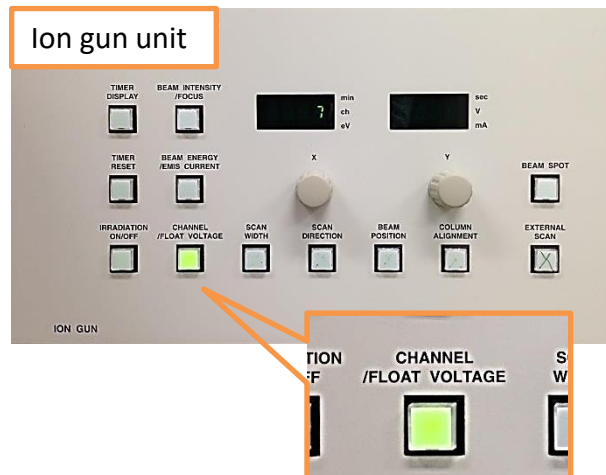 Ion gun unit
TIMER
DISPLAY
BEAM INTENSITY
/FOCUS
7
min
ch
eV
sec
V
mA
TIMER
RESET
BEAM ENERGY
/EMIS CURRENT
X
Y
BEAM SPOT
IRRADIATION
ON/OFF
CHANNEL
/FLOAT VOLTAGE
SCAN
WIDTH
SCAN
DIRECTION
BEAM
POSITION
COLUMN
ALIGNMENT
EXTERNAL
SCAN
ION GUN
TION
FF
CHANNEL
/FLOAT VOLTAGE
S
W